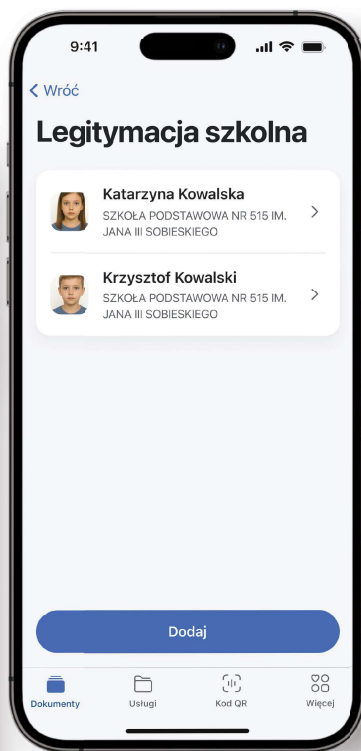 9:41
Wróć
Legitymacja szkolna
Katarzyna Kowalska
SZKOŁA PODSTAWOWA NR 515 IM.
JANA III SOBIESKIEGO
Krzysztof Kowalski
SZKOŁA PODSTAWOWA NR 515 IM.
JANA III SOBIESKIEGO
Dodaj
Dokumenty Usługi Kod QR Więcej